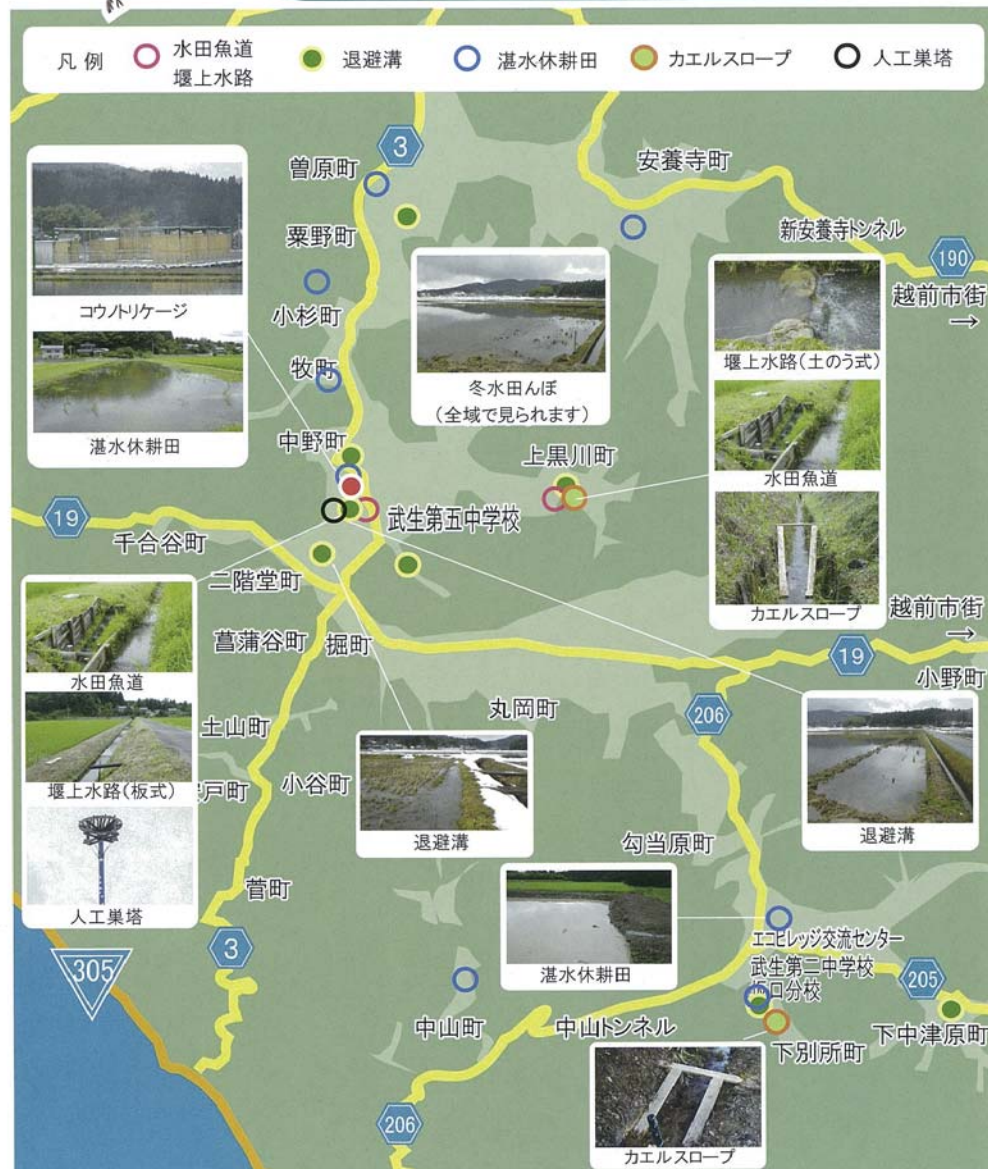 凡例
水田魚道
堰上水路
退避溝
湛水休耕田
カエルスロープ
人工巣塔
3
曽原町
安養寺町
粟野町
新安養寺トンネル
190
越前市街
→
コウノトリケージ
小杉町
牧町
湛水休耕田
冬水田んぼ
(全域で見られます)
堰上水路(土のう式)
中野町
上黒川町
水田魚道
19
武生第五中学校
千合谷町
二階堂町
カエルスロープ
越前市街
→
菖蒲谷町
掘町
19
小野町
水田魚道
丸岡町
206
土山町
堰上水路(板式)
戸町
小谷町
退避溝
退避溝
勾当原町
人工巣塔
菅町
湛水休耕田
エコビレッジ交流センター
武生第二中学校
坂口分校
305
3
205
中山町
中山トンネル
下別所町
下中津原町
206
カエルスロープ